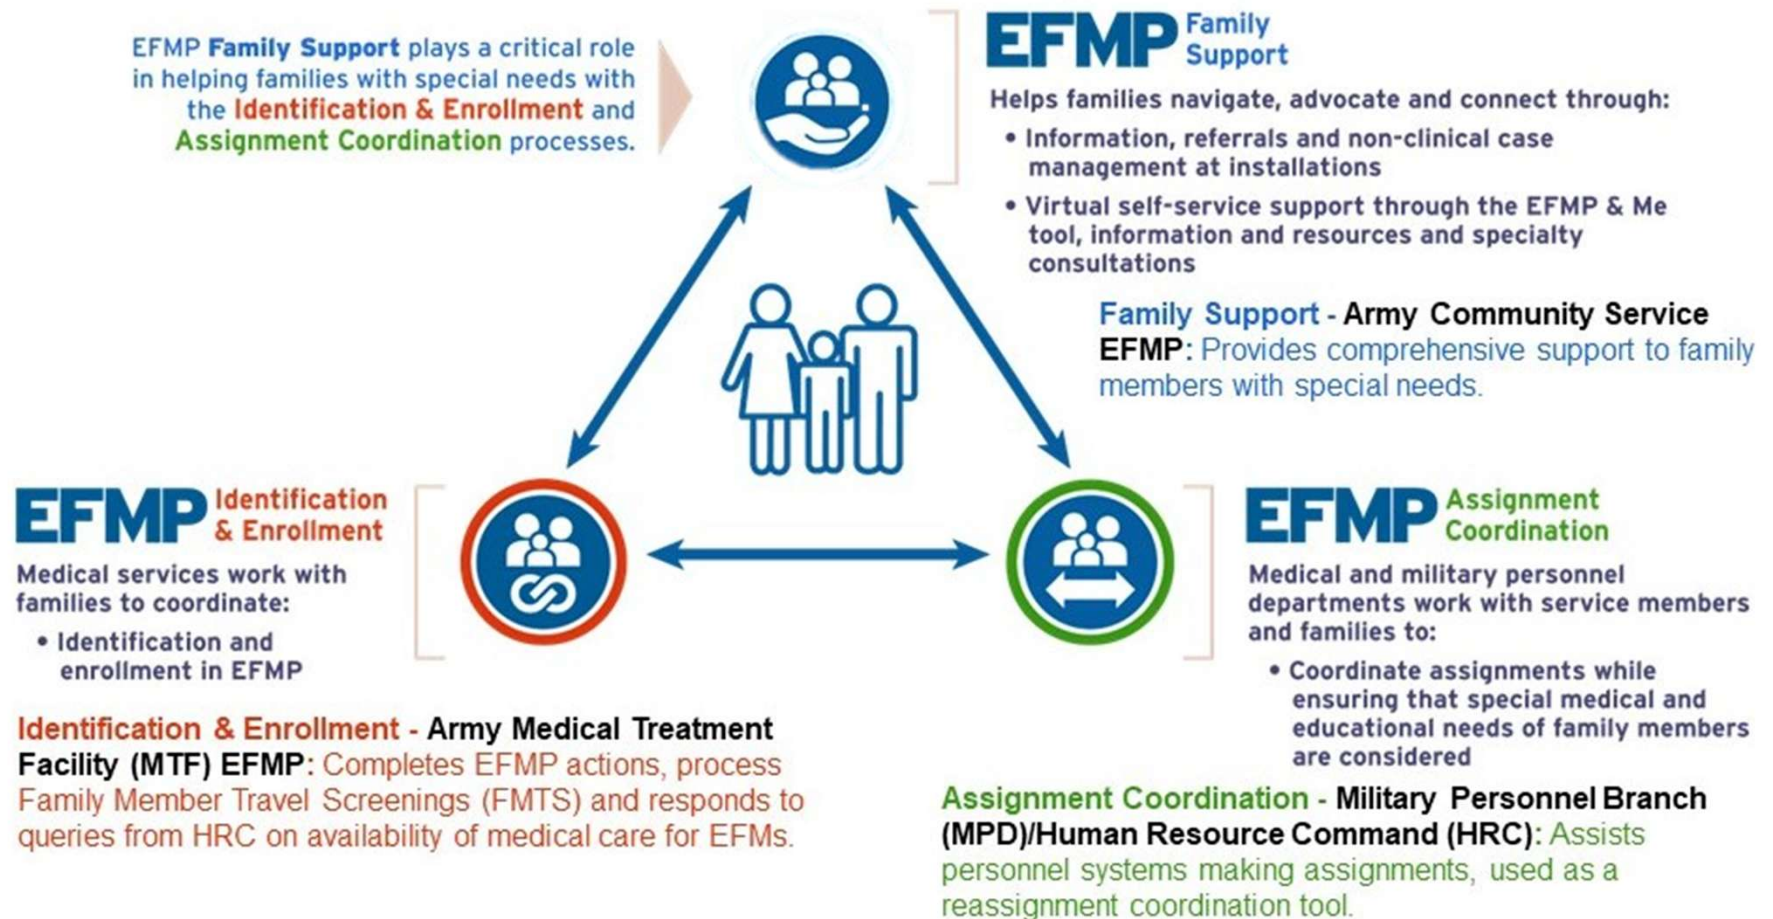 EFMP Family Support plays a critical role
in helping families with special needs with
the Identification & Enrollment and
Assignment Coordination processes.
EFMP Family
Support
Helps families navigate, advocate and connect through:
• Information, referrals and non-clinical case
management at installations
• Virtual self-service support through the EFMP & Me
tool, information and resources and specialty
consultations
Family Support - Army Community Service
EFMP: Provides comprehensive support to family
members with special needs.
EFMP Identification
& Enrollment
Medical services work with
families to coordinate:
• Identification and
enrollment in EFMP
Identification & Enrollment - Army Medical Treatment
Facility (MTF) EFMP: Completes EFMP actions, process
Family Member Travel Screenings (FMTS) and responds to
queries from HRC on availability of medical care for EFMs.
EFMP Assignment
Coordination
Medical and military personnel
departments work with service members
and families to:
• Coordinate assignments while
ensuring that special medical and
educational needs of family members
are considered
Assignment Coordination - Military Personnel Branch
(MPD)/Human Resource Command (HRC): Assists
personnel systems making assignments, used as a
reassignment coordination tool.